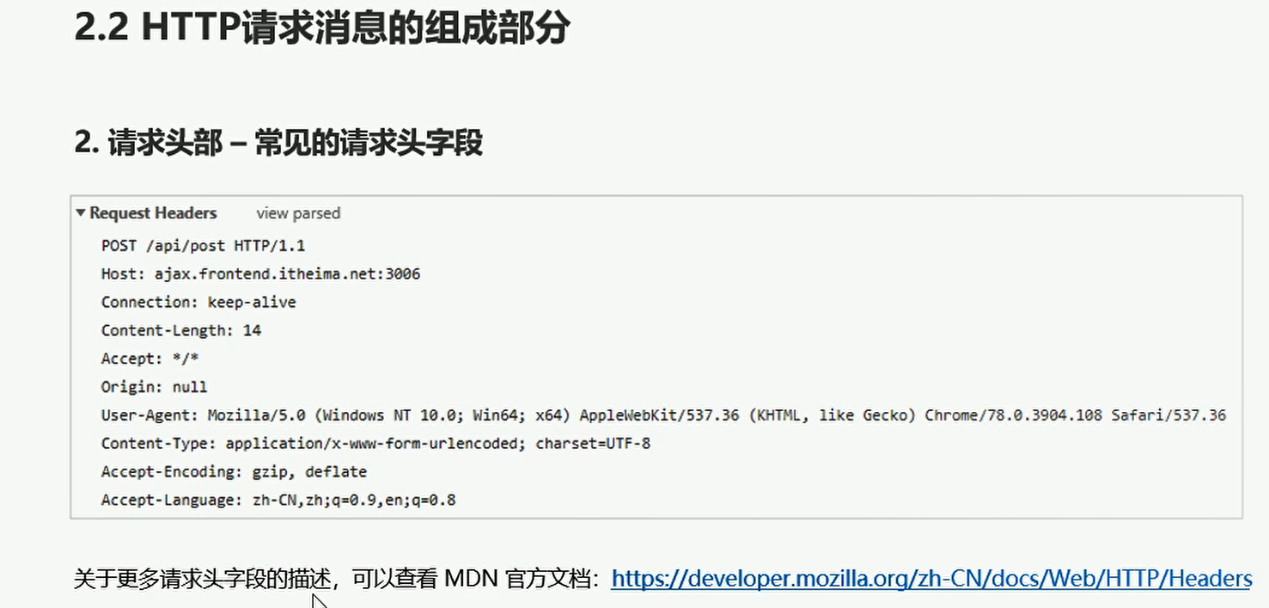 2.2 HTTP请求消息的组成部分
2. 请求头部 – 常见的请求头字段
▼Request Headers view parsed
POST /api/post HTTP/1.1
Host: ajax.frontend.itheima.net:3006
Connection: keep-alive
Content-Length: 14
Accept: */*
Origin: null
User-Agent: Mozilla/5.0 (Windows NT 10.0; Win64; x64) AppleWebKit/537.36 (KHTML, like Gecko) Chrome/78.0.3904.108 Safari/537.36
Content-Type: application/x-www-form-urlencoded; charset=UTF-8
Accept-Encoding: gzip, deflate
Accept-Language: zh-CN,zh;q=0.9,en;q=0.8
关于更多请求头字段的描述，可以查看 MDN 官方文档：https://developer.mozilla.org/zh-CN/docs/Web/HTTP/Headers